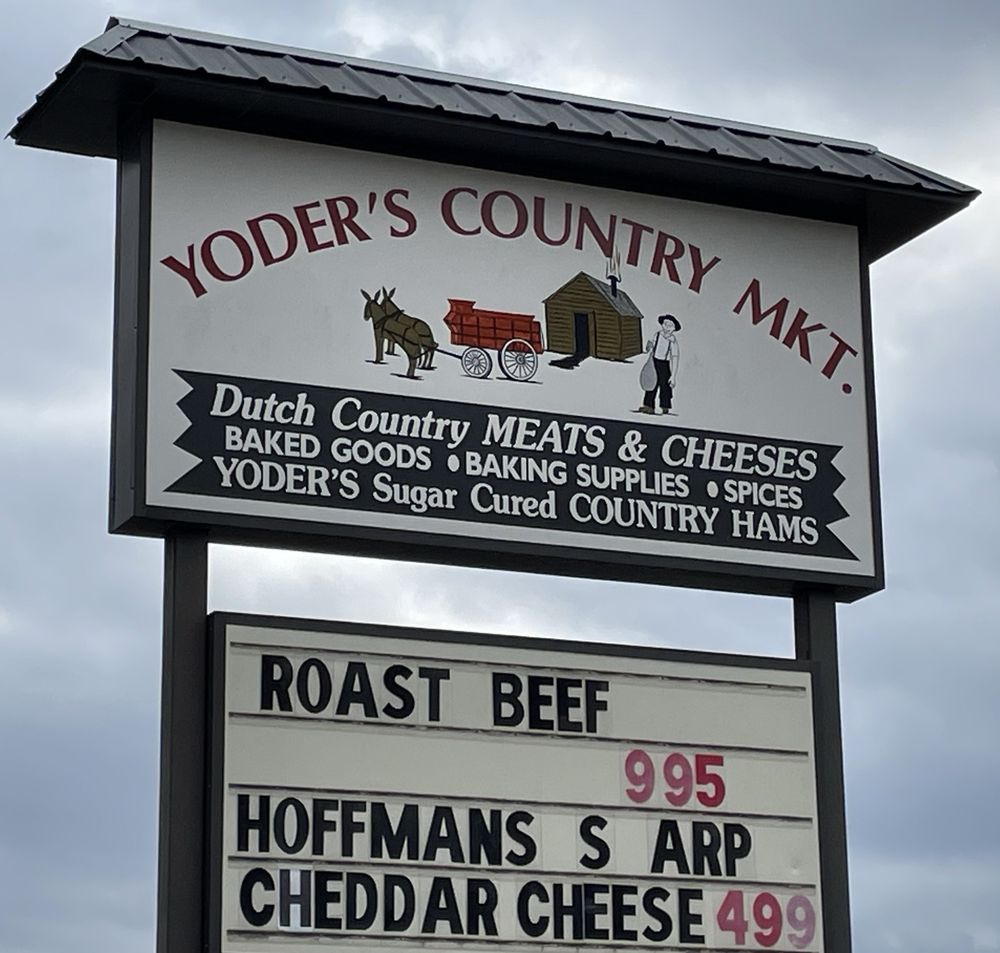 YODER'S COUNTRY MKT.
Dutch Country MEATS & CHEESES
BAKED GOODS • BAKING SUPPLIES • SPICES
YODER'S Sugar Cured COUNTRY HAMS
ROAST BEEF
995
HOFFMANS S ARP
CHEDDAR CHEESE 499